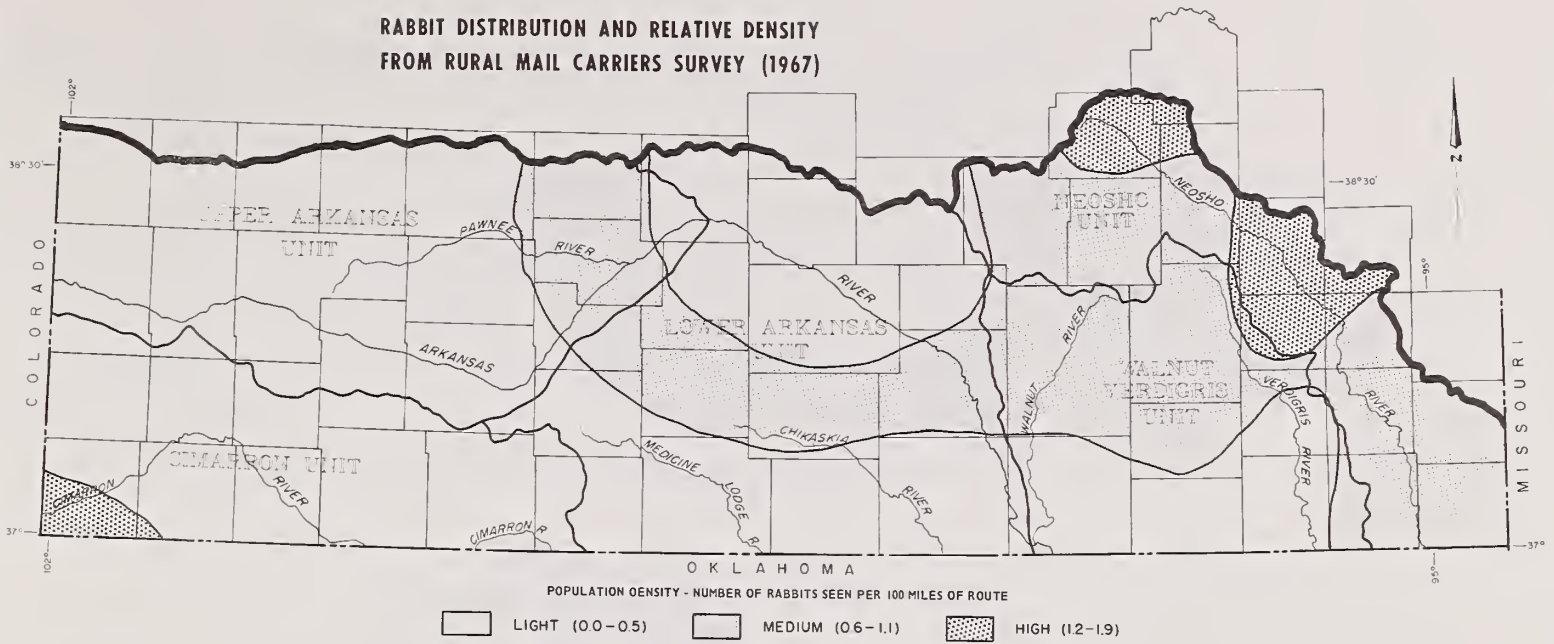 RABBIT DISTRIBUTION AND RELATIVE DENSITY
FROM RURAL MAIL CARRIERS SURVEY (1967)
102°
38°30'
38°30'
N
COLORADO
UPPER ARKANSAS
UNIT
PAWNEE
RIVER
RIVER
NEOSHO
UNIT
NEOSHO
95°
ARKANSAS
LOWER ARKANSAS
UNIT
RIVER
WALNUT
WALNUT
VERDIGRIS
UNIT
VERDIGRIS
RIVER
RIVER
MISSOURI
CIMARRON UNIT
CIMARRON
RIVER
CIMARRON R.
MEDICINE
LODGE
R.
CHIKASKIA
RIVER
37°
37°
102°
95°
OKLAHOMA
POPULATION DENSITY - NUMBER OF RABBITS SEEN PER 100 MILES OF ROUTE
LIGHT (0.0-0.5) MEDIUM (0.6-1.1) HIGH (1.2-1.9)